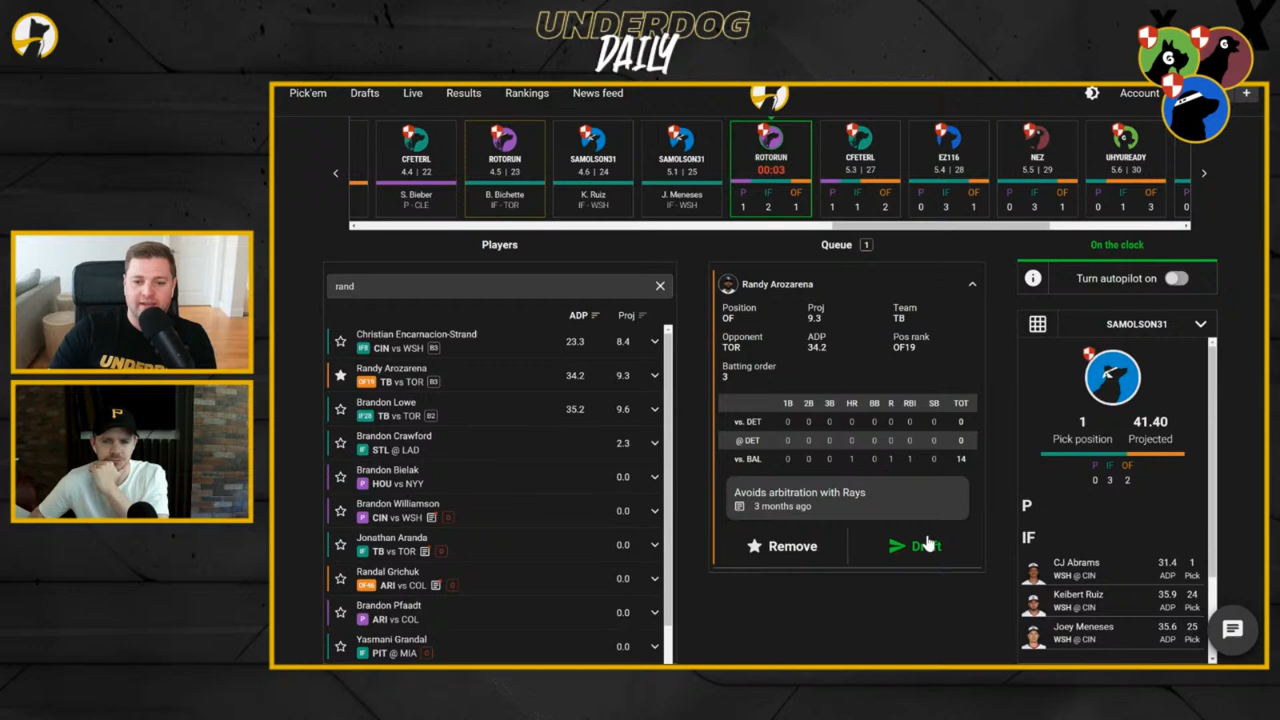 UNDERDOG
DAILY
G
G
Pick'em Drafts Live Results Rankings News feed Account +
CFETERL
4.4 | 22
S. Bieber
P - CLE
ROTORUN
4.5 | 23
B. Bichette
IF - TOR
SAMOLSON31
4.6 | 24
K. Ruiz
IF - WSH
SAMOLSON31
5.1 | 25
J. Meneses
IF - WSH
ROTORUN
00:03
P IF OF
1 2 1
CFETERL
5.3 | 27
P IF OF
1 1 2
EZ116
5.4 | 28
P IF OF
0 3 1
NEZ
5.5 | 29
P IF OF
0 3 1
UHYUREADY
5.6 | 30
P IF OF
0 1 3
Players
rand
ADP Proj
Christian Encarnacion-Strand
IF8 CIN vs WSH B3
23.3 8.4
Randy Arozarena
OF19 TB vs TOR B3
34.2 9.3
Brandon Lowe
IF28 TB vs TOR B2
35.2 9.6
Brandon Crawford
IF STL @ LAD
2.3
Brandon Bielak
P HOU vs NYY
0.0
Brandon Williamson
P CIN vs WSH O
0.0
Jonathan Aranda
IF TB vs TOR O
0.0
Randal Grichuk
OF46 ARI vs COL O
0.0
Brandon Pfaadt
P ARI vs COL
0.0
Yasmani Grandal
IF PIT @ MIA O
0.0
Queue 1
Randy Arozarena
Position Proj Team
OF 9.3 TB
Opponent ADP Pos rank
TOR 34.2 OF19
Batting order
3
1B 2B 3B HR BB R RBI SB TOT
vs. DET 0 0 0 0 0 0 0 0 0
@ DET 0 0 0 0 0 0 0 0 0
vs. BAL 0 0 0 1 0 1 1 0 14
Avoids arbitration with Rays
3 months ago
Remove Draft
On the clock
Turn autopilot on
SAMOLSON31
1 41.40
Pick position Projected
P IF OF
0 3 2
P
IF
CJ Abrams 31.4 1
WSH @ CIN ADP Pick
Keibert Ruiz 35.9 24
WSH @ CIN ADP Pick
Joey Meneses 35.6 25
WSH @ CIN ADP Pick
UNDERDOG
P